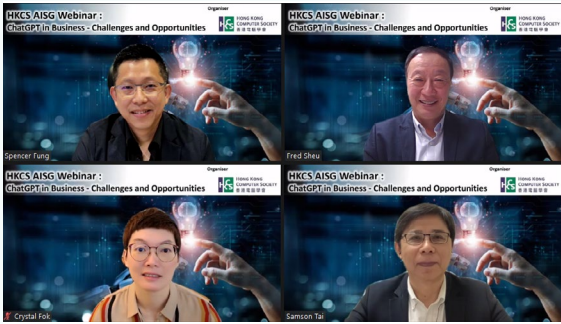 HKCS AISG Webinar :
ChatGPT in Business - Challenges and Opportunities
Organiser
HKCS
HONG KONG
COMPUTER SOCIETY
香港電腦學會
Spencer Fung
HKCS AISG Webinar :
ChatGPT in Business - Challenges and Opportunities
Organiser
HKCS
HONG KONG
COMPUTER SOCIETY
香港電腦學會
Fred Sheu
HKCS AISG Webinar :
ChatGPT in Business - Challenges and Opportunities
Organiser
HKCS
HONG KONG
COMPUTER SOCIETY
香港電腦學會
Crystal Fok
HKCS AISG Webinar :
ChatGPT in Business - Challenges and Opportunities
Organiser
HKCS
HONG KONG
COMPUTER SOCIETY
香港電腦學會
Samson Tai